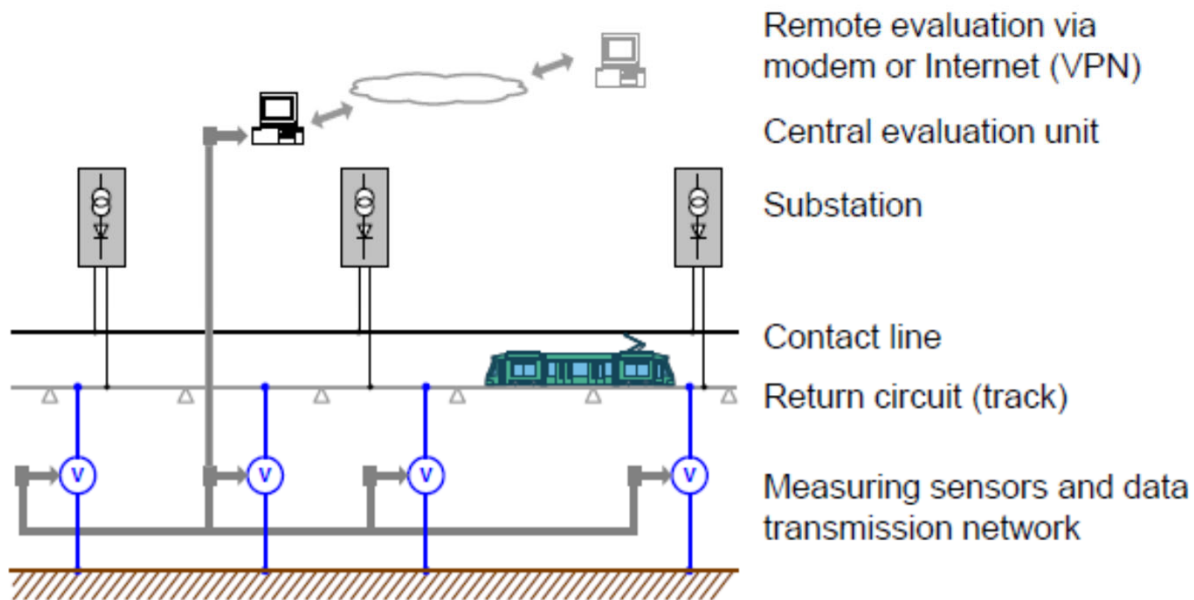 Remote evaluation via
modem or Internet (VPN)
Central evaluation unit
Substation
Contact line
Return circuit (track)
V V V V
Measuring sensors and data
transmission network